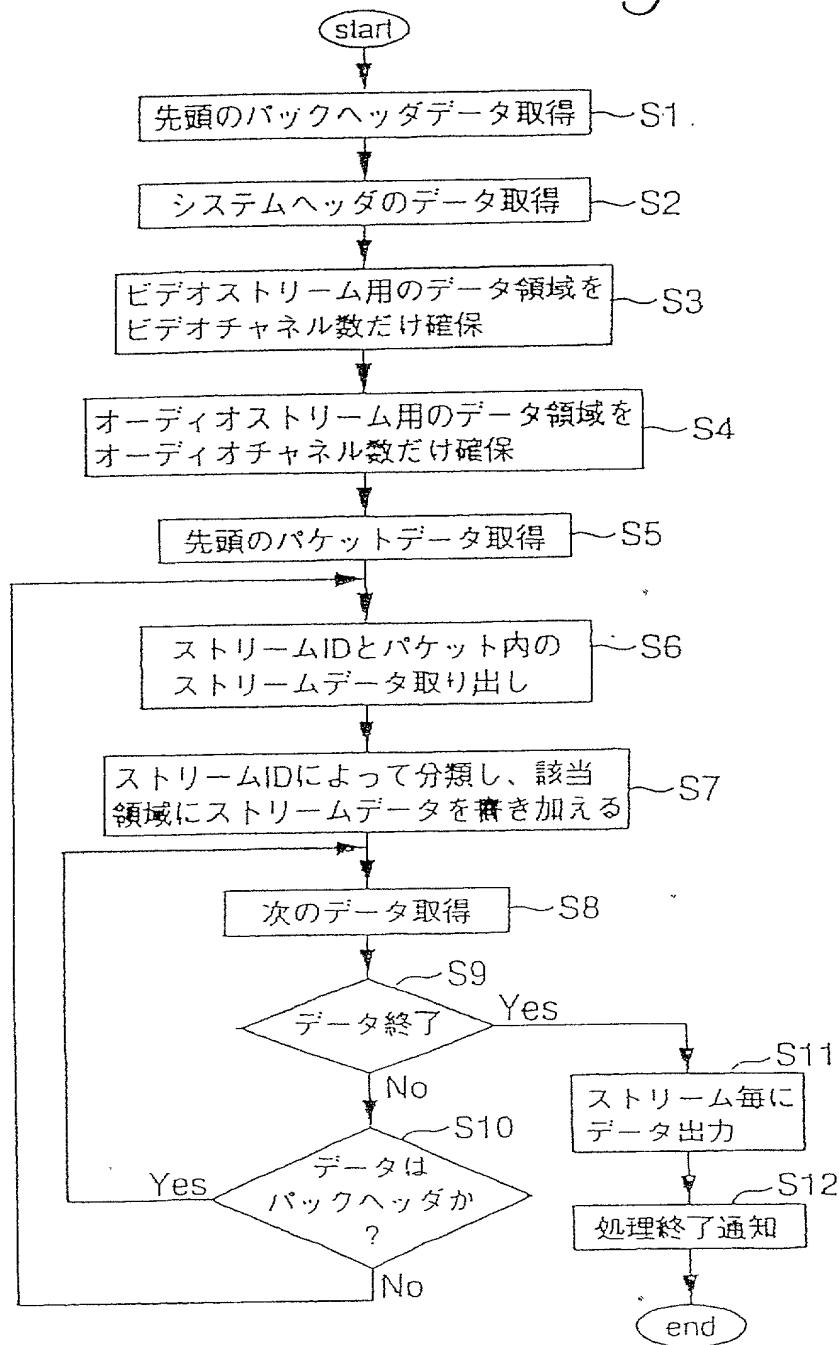 start
先頭のパックヘッダデータ取得
S1
システムヘッダのデータ取得
S2
ビデオストリーム用のデータ領域を
ビデオチャネル数だけ確保
S3
オーディオストリーム用のデータ領域を
オーディオチャネル数だけ確保
S4
先頭のパケットデータ取得
S5
ストリームIDとパケット内の
ストリームデータ取り出し
S6
ストリームIDによって分類し、該当
領域にストリームデータを書き加える
S7
次のデータ取得
S8
S9
データ終了
Yes
No
S10
データは
パックヘッダか
?
Yes
No
S11
ストリーム毎に
データ出力
S12
処理終了通知
end